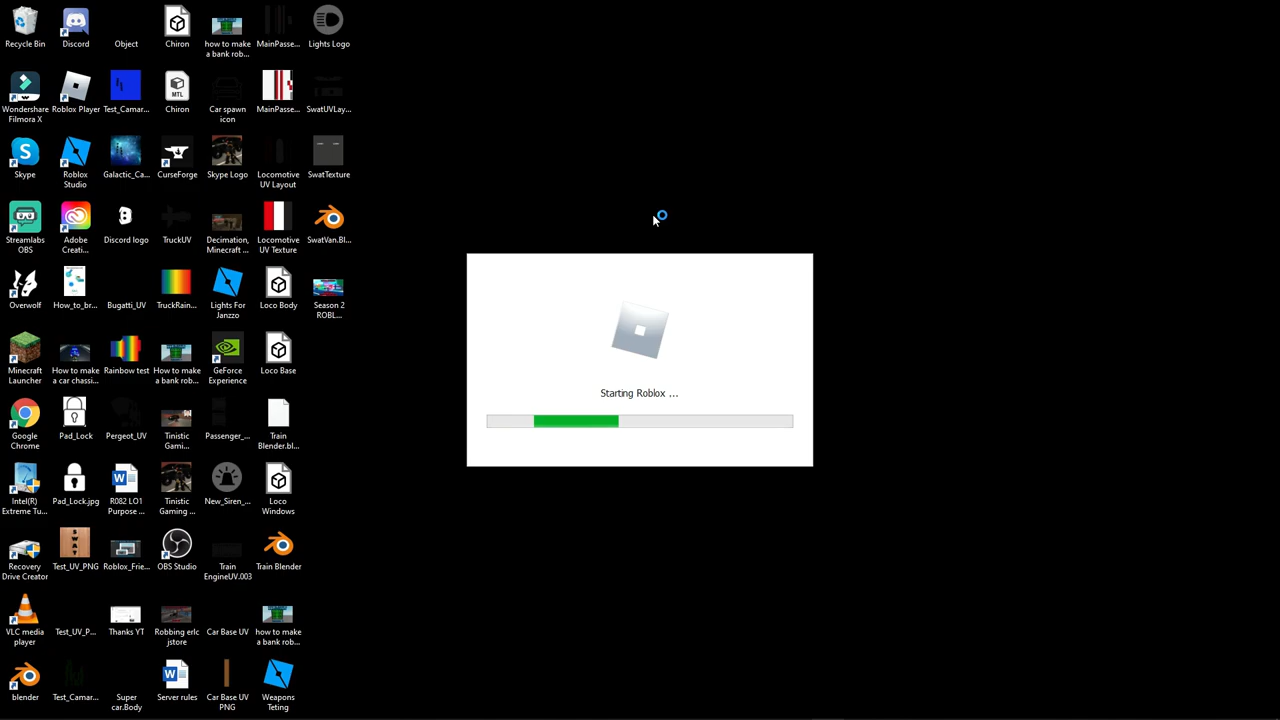 Recycle Bin
Discord
Object
Chiron
how to make
a bank rob...
MainPasse...
Lights Logo
Wondershare
Filmora X
Roblox Player
Test_Camar...
MTL
Chiron
Car spawn
icon
MainPasse...
SwatUVLay...
Skype
Roblox
Studio
Galactic_Ca...
CurseForge
Skype Logo
Locomotive
UV Layout
SwatTexture
Streamlabs
OBS
Adobe
Creati...
Discord logo
TruckUV
Decimation,
Minecraft ...
Locomotive
UV Texture
SwatVan.Bl...
Overwolf
How_to_br...
Bugatti_UV
TruckRain...
Lights For
Janzzo
Loco Body
Season 2
ROBL...
Minecraft
Launcher
How to make
a car chassi...
Rainbow test
How to make
a bank rob...
GeForce
Experience
Loco Base
Google
Chrome
Pad_Lock
Pergeot_UV
Tinistic
Gami...
Passenger_...
Train
Blender.bl...
Intel(R)
Extreme Tu...
Pad_Lock.jpg
R082 LO1
Purpose ...
Tinistic
Gaming ...
New_Siren_...
Loco
Windows
Recovery
Drive Creator
SWAT
Test_UV_PNG
Roblox_Frie...
OBS Studio
Train
EngineUV.003
Train Blender
VLC media
player
Test_UV_P...
Thanks YT
Robbing erlc
jstore
Car Base UV
how to make
a bank rob...
blender
Test_Camar...
Super
car.Body
Server rules
Car Base UV
PNG
Weapons
Teting
Starting Roblox ...